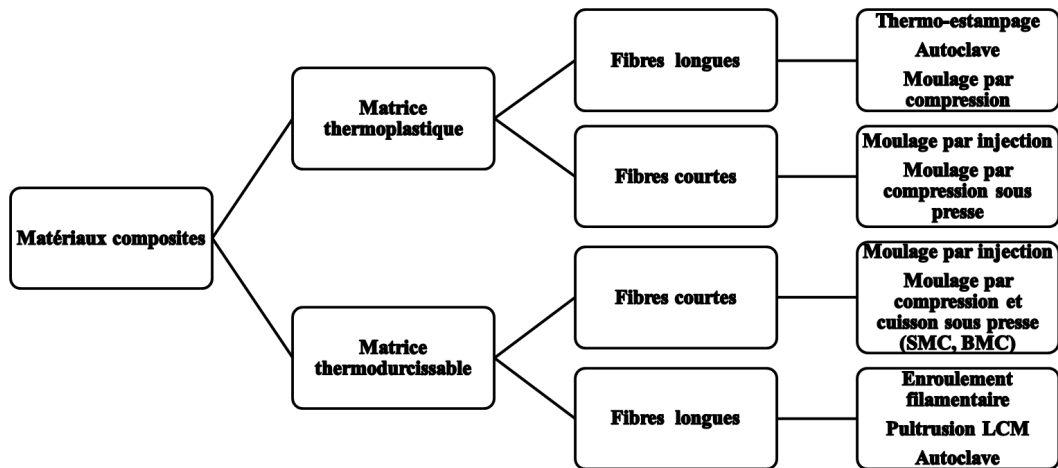 Matériaux composites
Matrice
thermoplastique
Fibres longues
Thermo-estampage
Autoclave
Moulage par
compression
Fibres courtes
Moulage par injection
Moulage par
compression sous
presse
Matrice
thermodurcissable
Fibres courtes
Moulage par injection
Moulage par
compression et
cuisson sous presse
(SMC, BMC)
Fibres longues
Enroulement
filamentaire
Pultrusion LCM
Autoclave